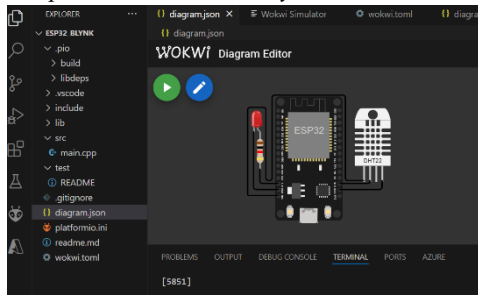 EXPLORER ...
{} diagram.json × Wokwi Simulator wokwi.toml {} diagra
ESP32 BLYNK
{} diagram.json
.pio
WOKWi Diagram Editor
> build
> libdeps
> .vscode
> include
> lib
src
main.cpp
test
README
.gitignore
{} diagram.json
platformio.ini
readme.md
wokwi.toml
ESP32
DHT22
PROBLEMS OUTPUT DEBUG CONSOLE TERMINAL PORTS AZURE
[5851]